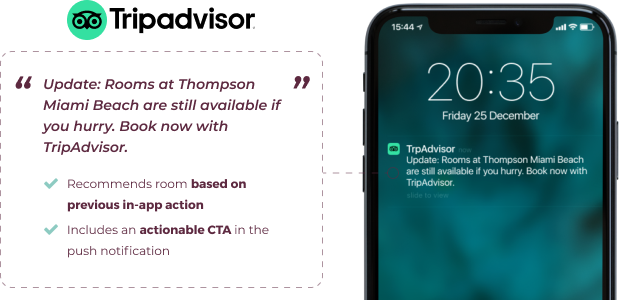 Tripadvisor
“ Update: Rooms at Thompson ”
Miami Beach are still available if
you hurry. Book now with
TripAdvisor.
Recommends room based on
previous in-app action
Includes an actionable CTA in the
push notification
15:44
20:35
Friday 25 December
TrpAdvisor now
Update: Rooms at Thompson Miami Beach
are still available if you hurry. Book now with
TripAdvisor.
slide to view